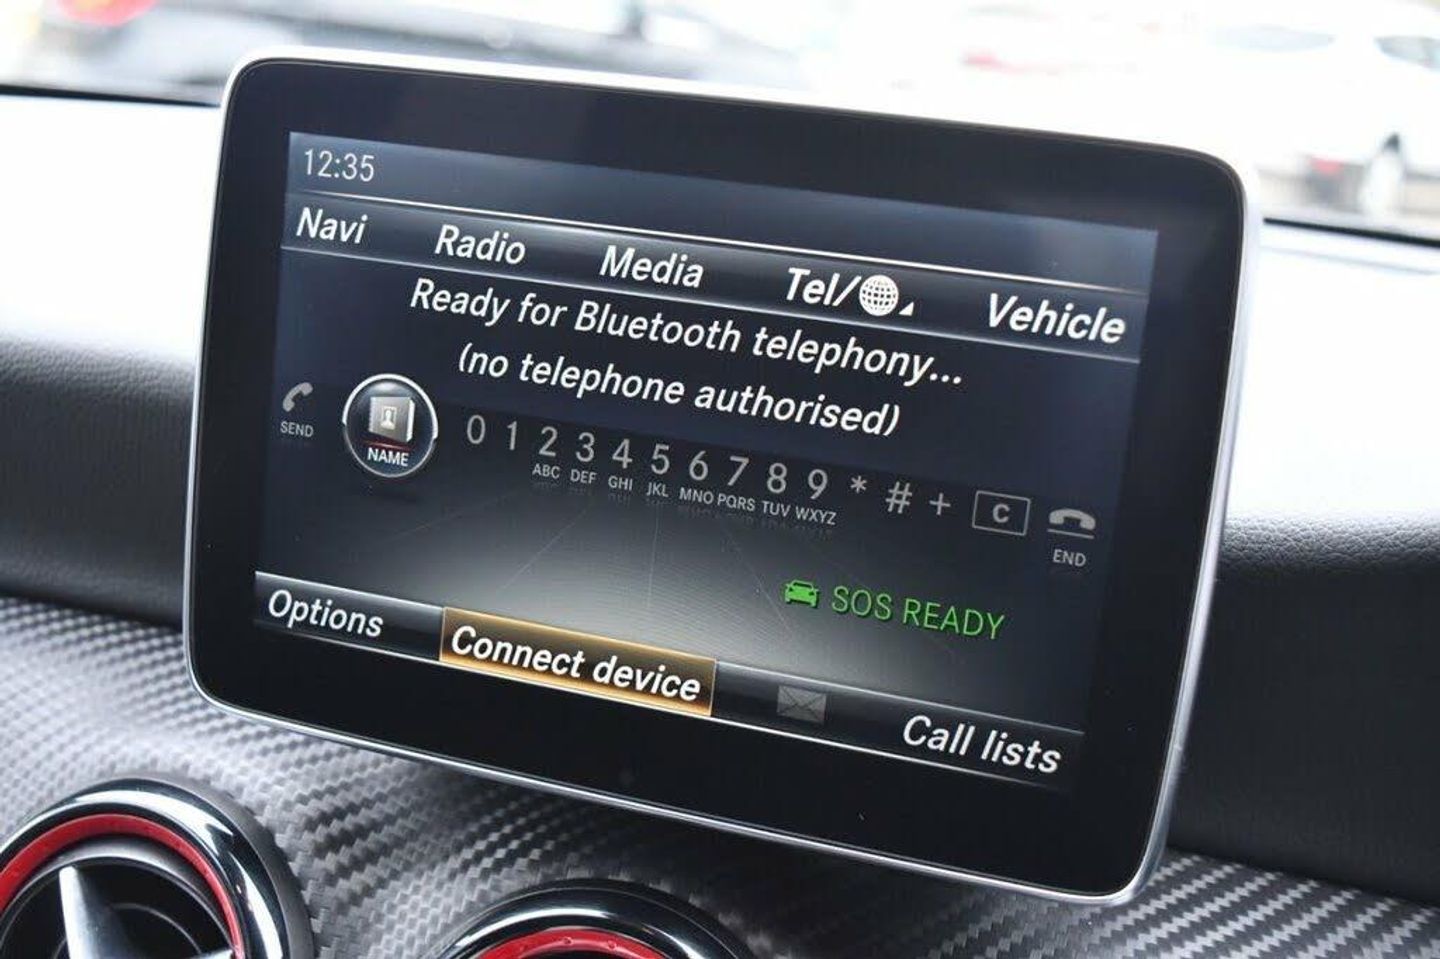 12:35
Navi Radio Media Tel/ Vehicle
Ready for Bluetooth telephony...
(no telephone authorised)
SEND NAME 0 1 2 3 4 5 6 7 8 9 * # + C END
ABC DEF GHI JKL MNO PQRS TUV WXYZ
SOS READY
Options Connect device Call lists